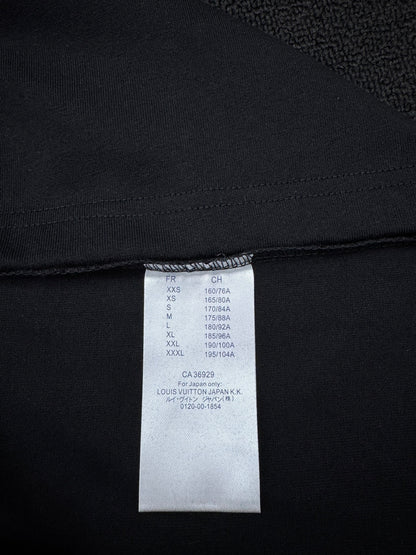 FR CH
XXS 160/76A
XS 165/80A
S 170/84A
M 175/88A
L 180/92A
XL 185/96A
XXL 190/100A
XXXL 195/104A
CA 36929
For Japan only:
LOUIS VUITTON JAPAN K.K.
ルイ・ヴィトン ジャパン(株)
0120-00-1854